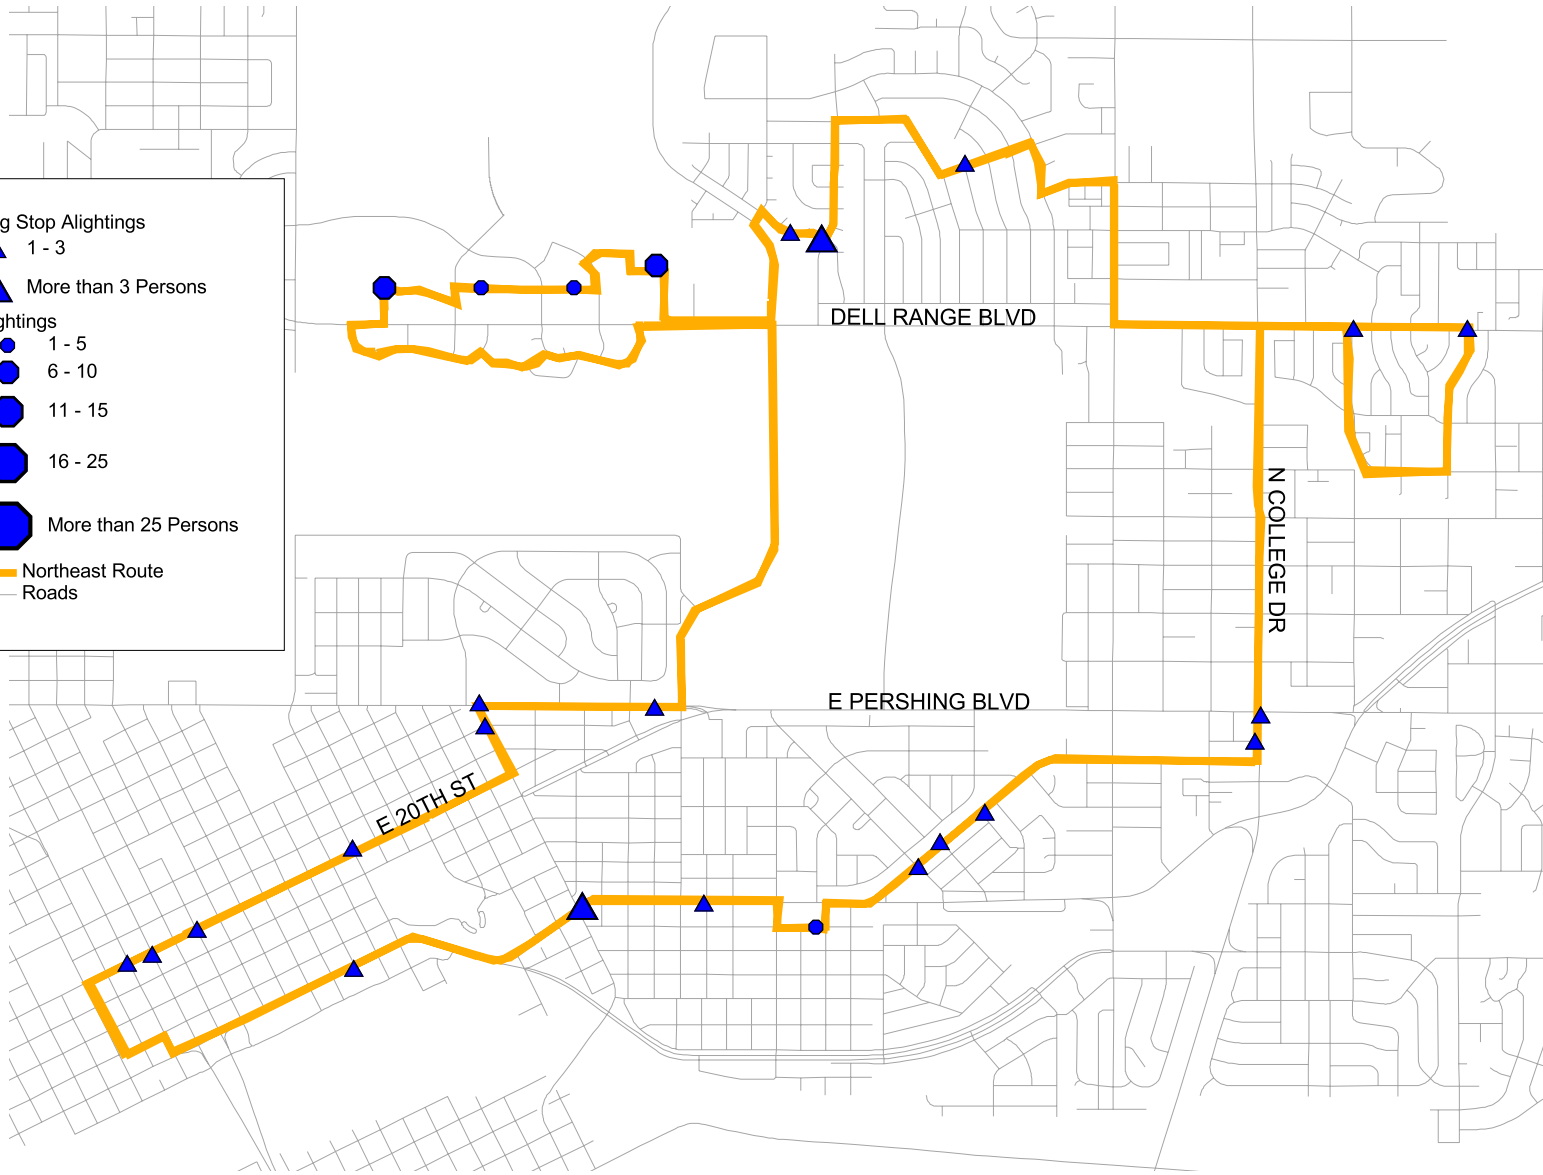 g Stop Alightings
1 - 3
More than 3 Persons
ghtings
1 - 5
6 - 10
11 - 15
16 - 25
More than 25 Persons
Northeast Route
Roads
DELL RANGE BLVD
N COLLEGE DR
E PERSHING BLVD
E 20TH ST